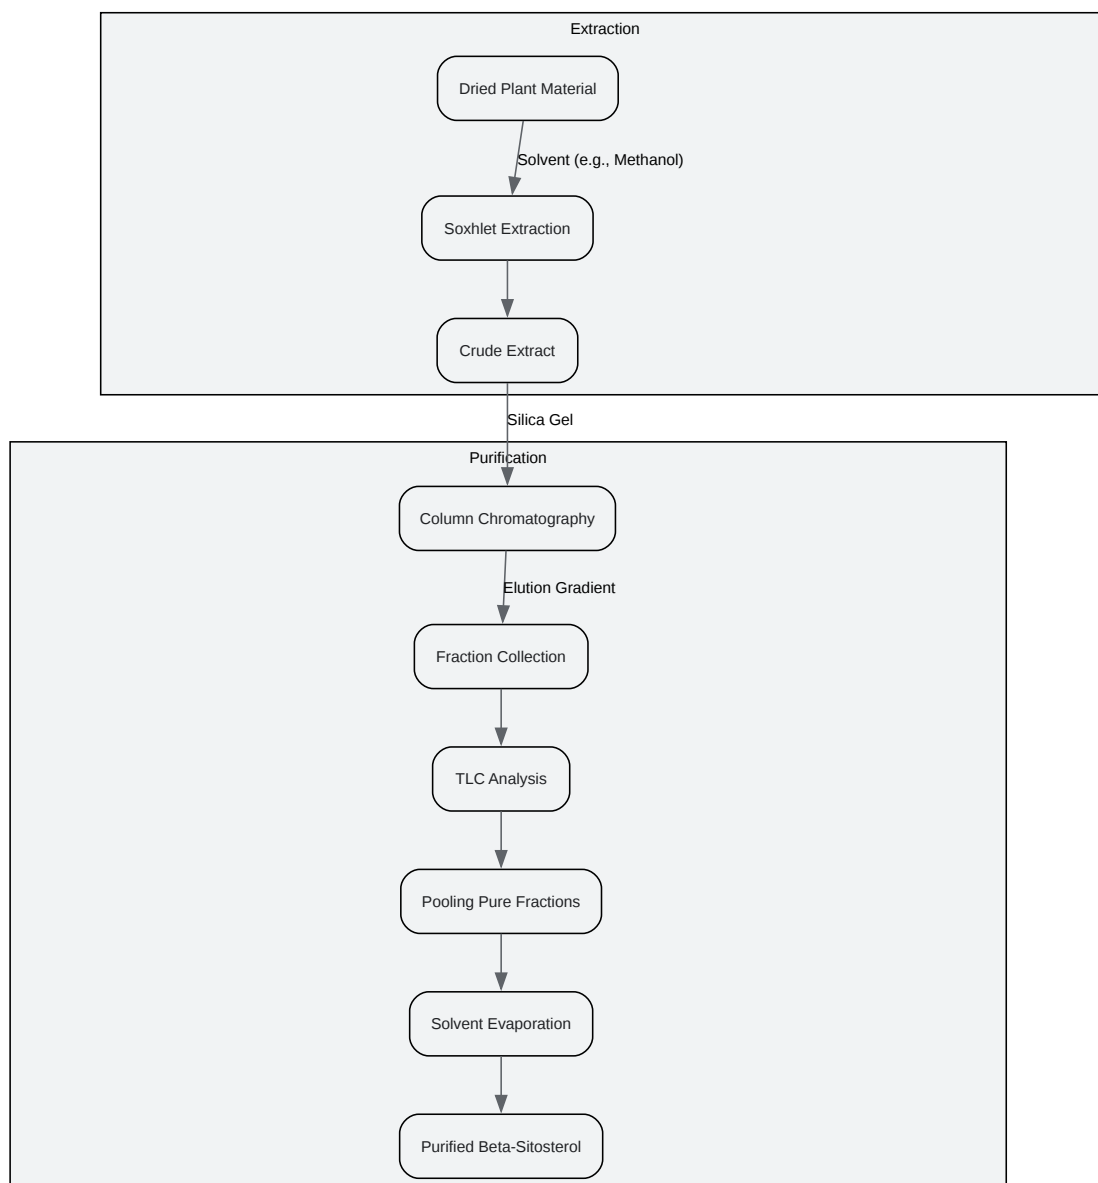 Extraction
Dried Plant Material
Solvent (e.g., Methanol)
Soxhlet Extraction
Crude Extract
Silica Gel
Purification
Column Chromatography
Elution Gradient
Fraction Collection
TLC Analysis
Pooling Pure Fractions
Solvent Evaporation
Purified Beta-Sitosterol